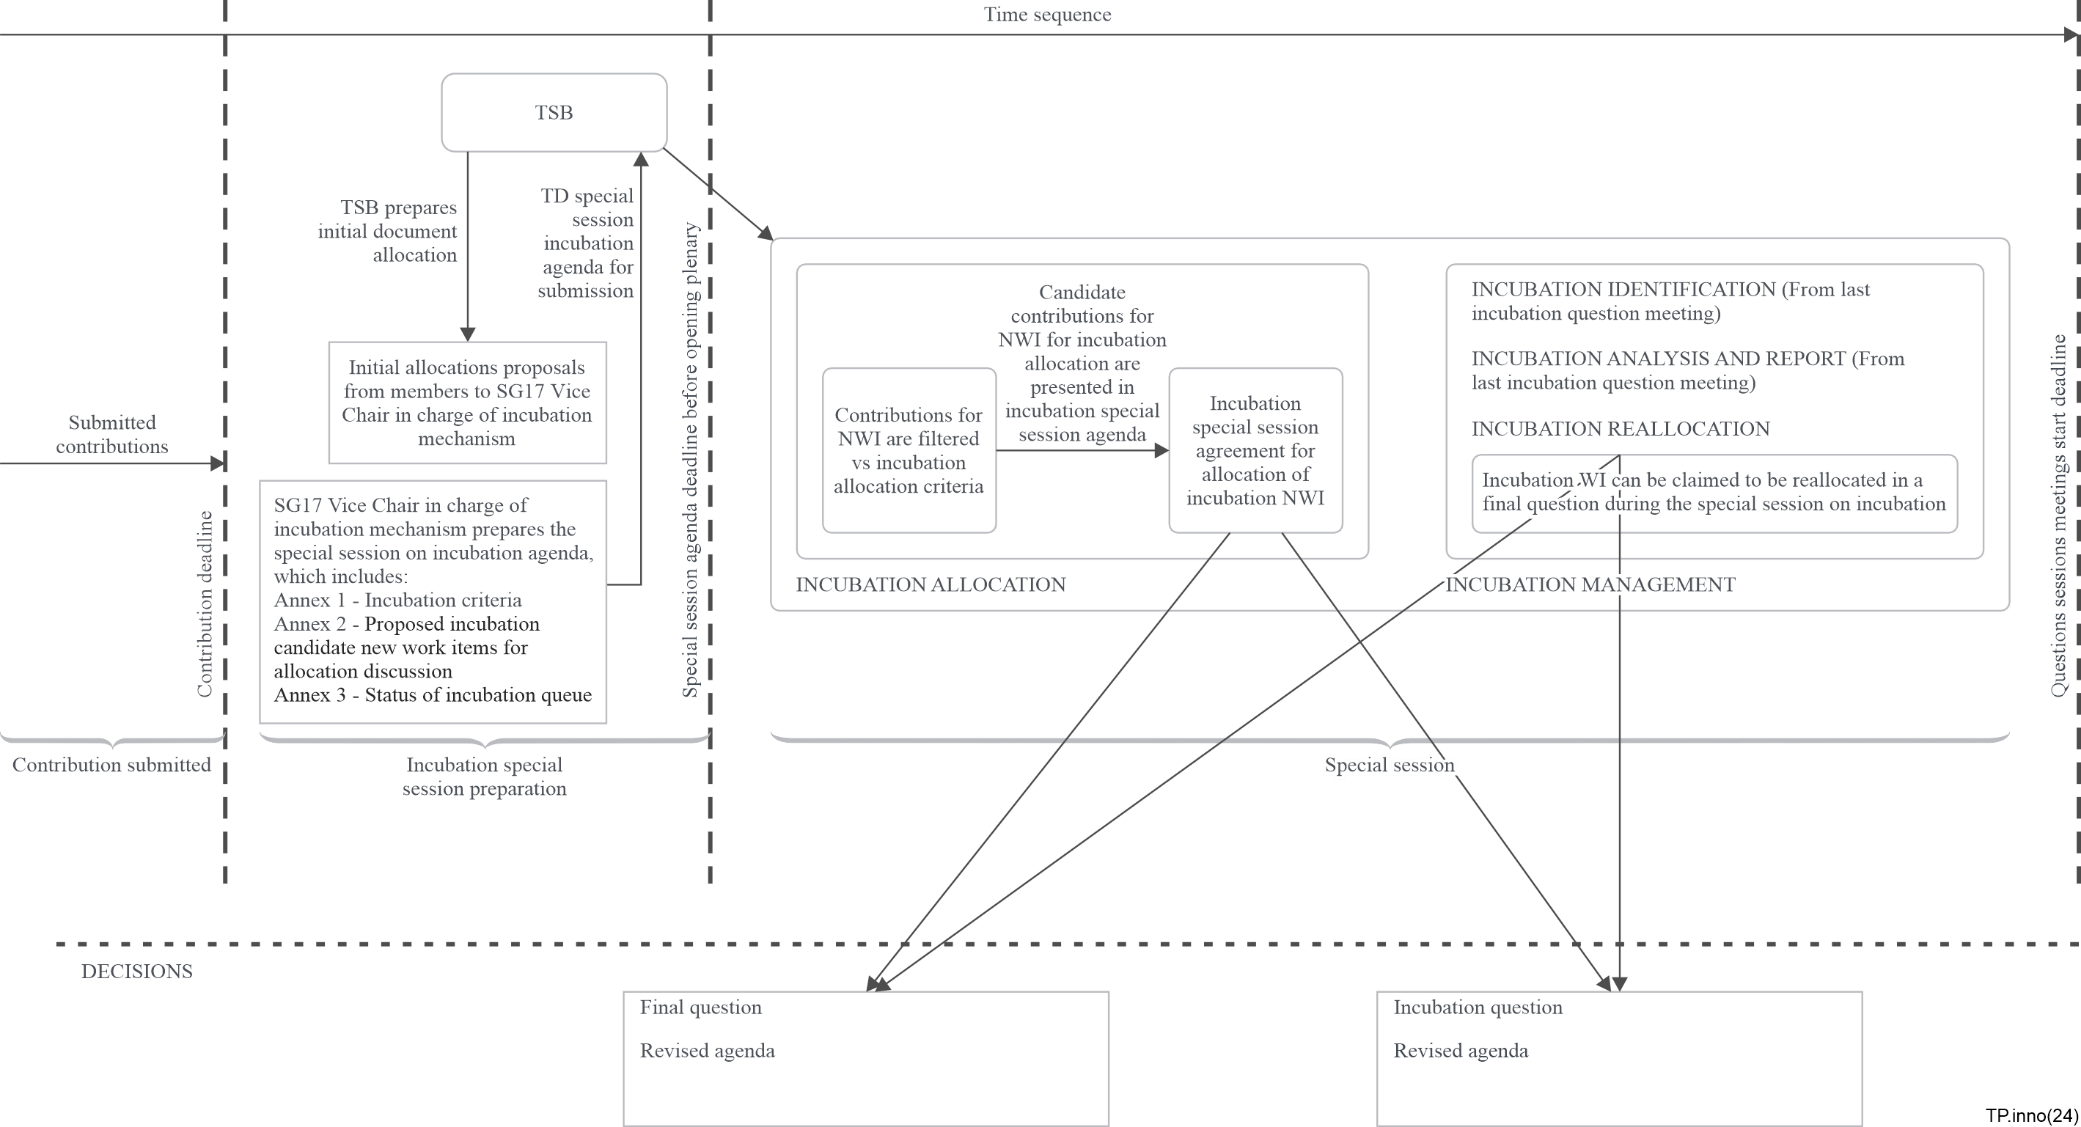 Time sequence
TSB
TSB prepares
initial document
allocation
TD special
session
incubation
agenda for
submission
Initial allocations proposals
from members to SG17 Vice
Chair in charge of incubation
mechanism
Submitted
contributions
Contribution deadline
SG17 Vice Chair in charge of
incubation mechanism prepares the
special session on incubation agenda,
which includes:
Annex 1 - Incubation criteria
Annex 2 - Proposed incubation
candidate new work items for
allocation discussion
Annex 3 - Status of incubation queue
Special session agenda deadline before opening plenary
Candidate
contributions for
NWI for incubation
allocation are
presented in
incubation special
session agenda
Contributions for
NWI are filtered
vs incubation
allocation criteria
Incubation
special session
agreement for
allocation of
incubation NWI
INCUBATION ALLOCATION
INCUBATION IDENTIFICATION (From last
incubation question meeting)
INCUBATION ANALYSIS AND REPORT (From
last incubation question meeting)
INCUBATION REALLOCATION
Incubation WI can be claimed to be reallocated in a
final question during the special session on incubation
INCUBATION MANAGEMENT
Questions sessions meetings start deadline
Contribution submitted
Incubation special
session preparation
Special session
DECISIONS
Final question
Revised agenda
Incubation question
Revised agenda
TP.inno(24)